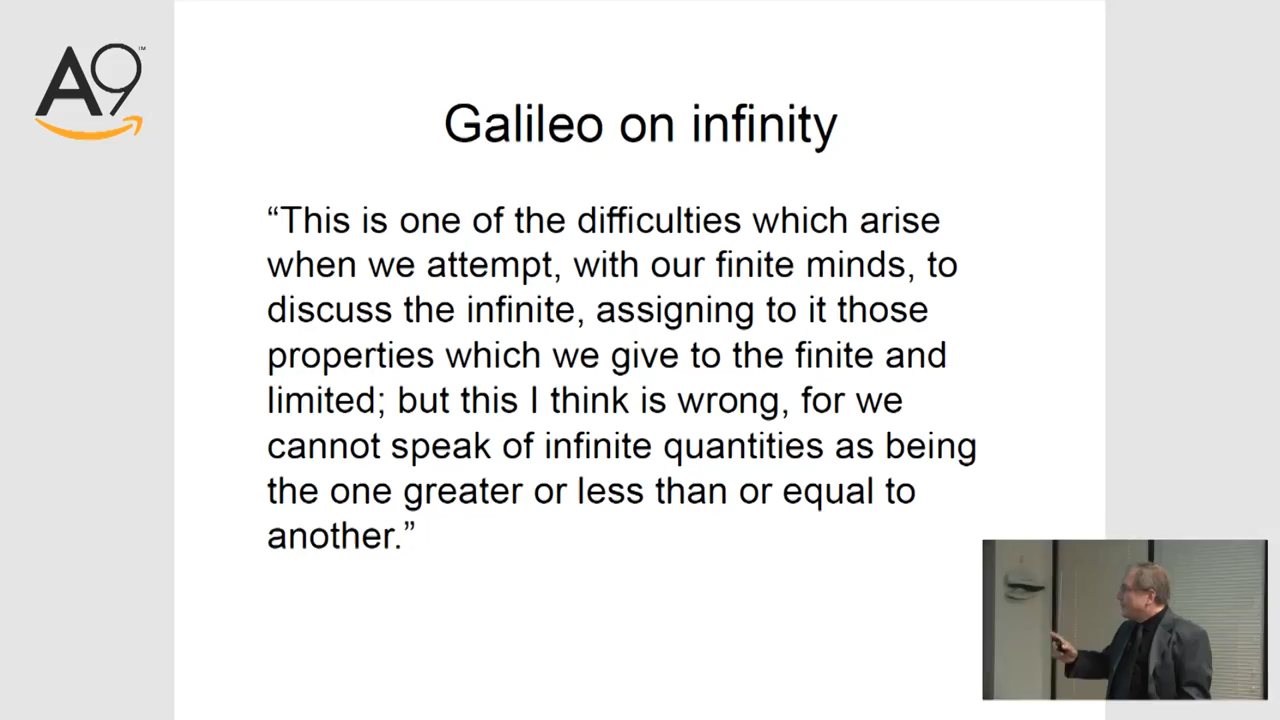 A9™
Galileo on infinity
“This is one of the difficulties which arise
when we attempt, with our finite minds, to
discuss the infinite, assigning to it those
properties which we give to the finite and
limited; but this I think is wrong, for we
cannot speak of infinite quantities as being
the one greater or less than or equal to
another.”